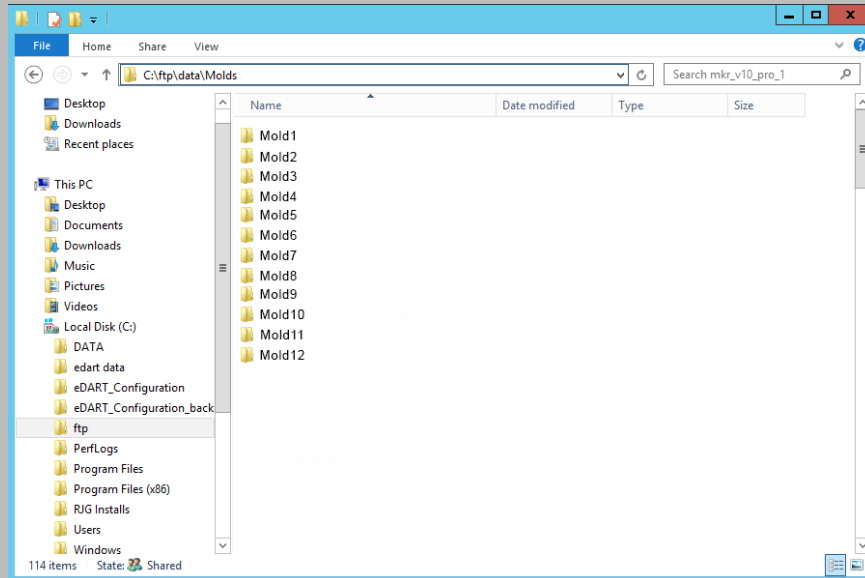 File Home Share View
C:\ftp\data\Molds Search mkr_v10_pro_1
Name Date modified Type Size
Desktop
Downloads
Recent places
This PC
Desktop
Documents
Downloads
Music
Pictures
Videos
Local Disk (C:)
DATA
edart data
eDART_Configuration
eDART_Configuration_back
ftp
PerfLogs
Program Files
Program Files (x86)
RJG Installs
Users
Windows
Mold1
Mold2
Mold3
Mold4
Mold5
Mold6
Mold7
Mold8
Mold9
Mold10
Mold11
Mold12
114 items State: Shared